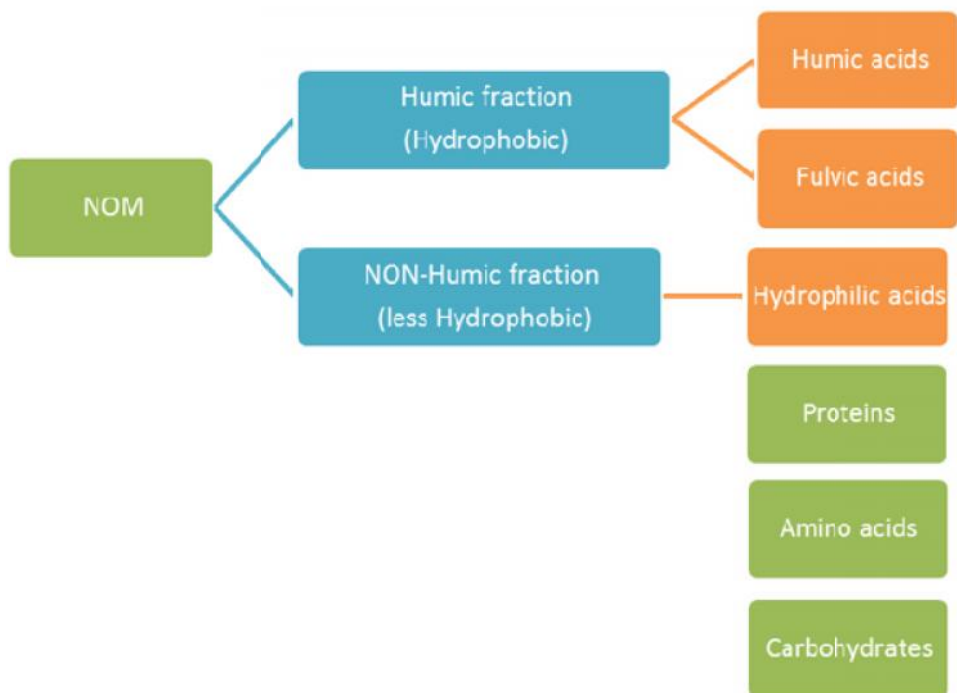 NOM
Humic fraction
(Hydrophobic)
Humic acids
Fulvic acids
NON-Humic fraction
(less Hydrophobic)
Hydrophilic acids
Proteins
Amino acids
Carbohydrates